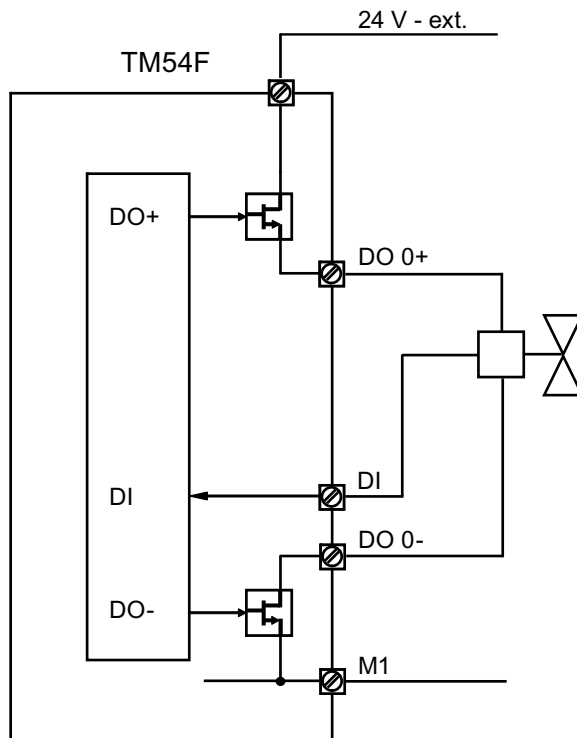 24 V - ext.
TM54F
DO+
DO 0+
DI
DI
DO 0-
DO-
M1